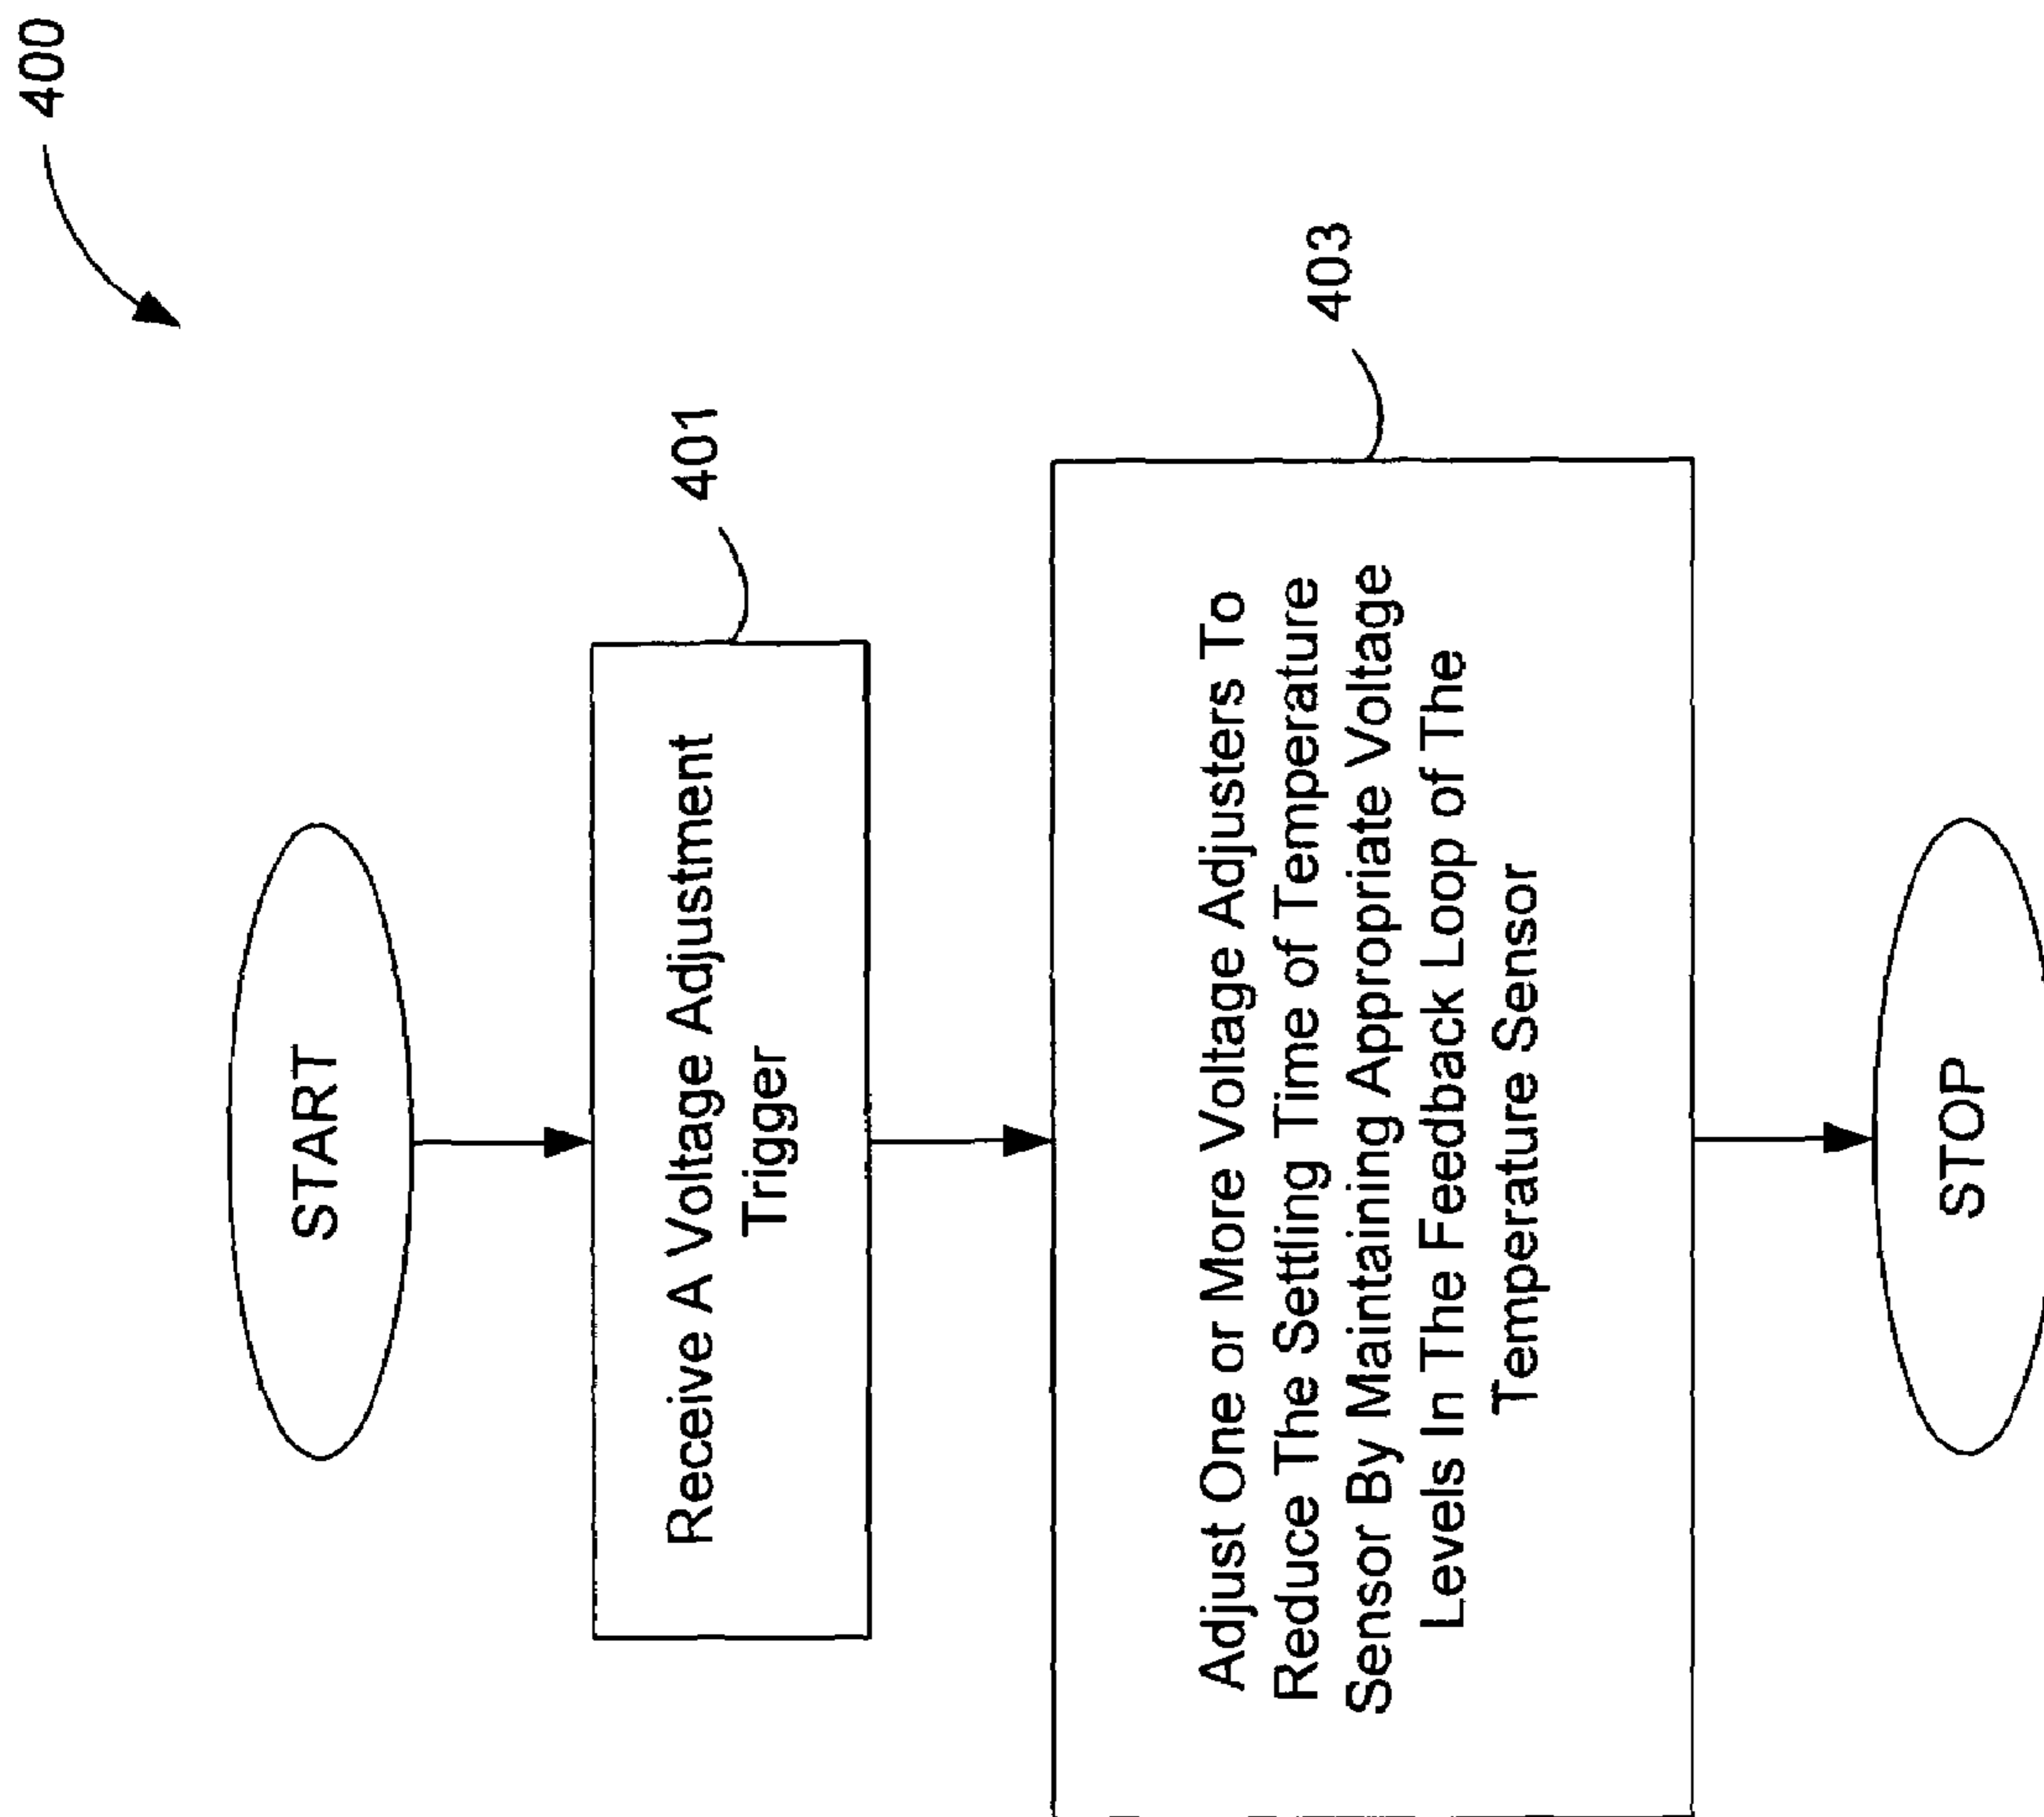 400
START
Receive A Voltage Adjustment
Trigger
401
Adjust One or More Voltage Adjusters To
Reduce The Settling Time of Temperature
Sensor By Maintaining Appropriate Voltage
Levels In The Feedback Loop of The
Temperature Sensor
403
STOP